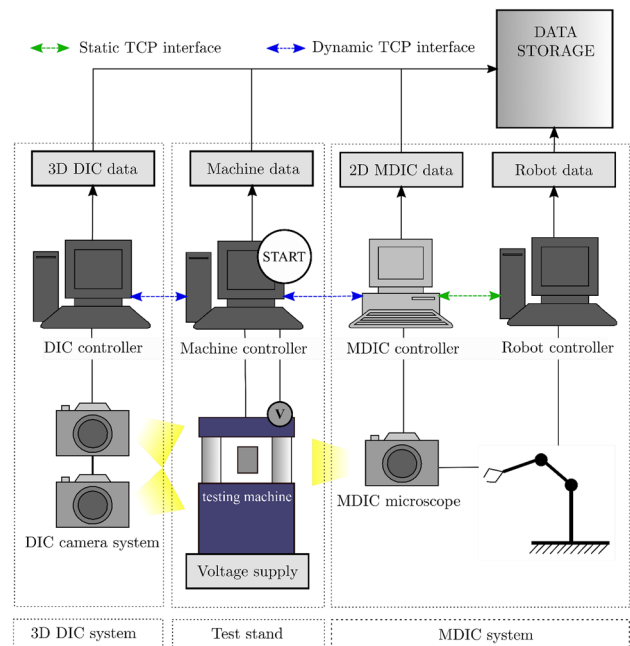 Static TCP interface
Dynamic TCP interface
DATA
STORAGE
3D DIC data
Machine data
2D MDIC data
Robot data
START
DIC controller
Machine controller
MDIC controller
Robot controller
V
testing machine
MDIC microscope
DIC camera system
Voltage supply
3D DIC system
Test stand
MDIC system